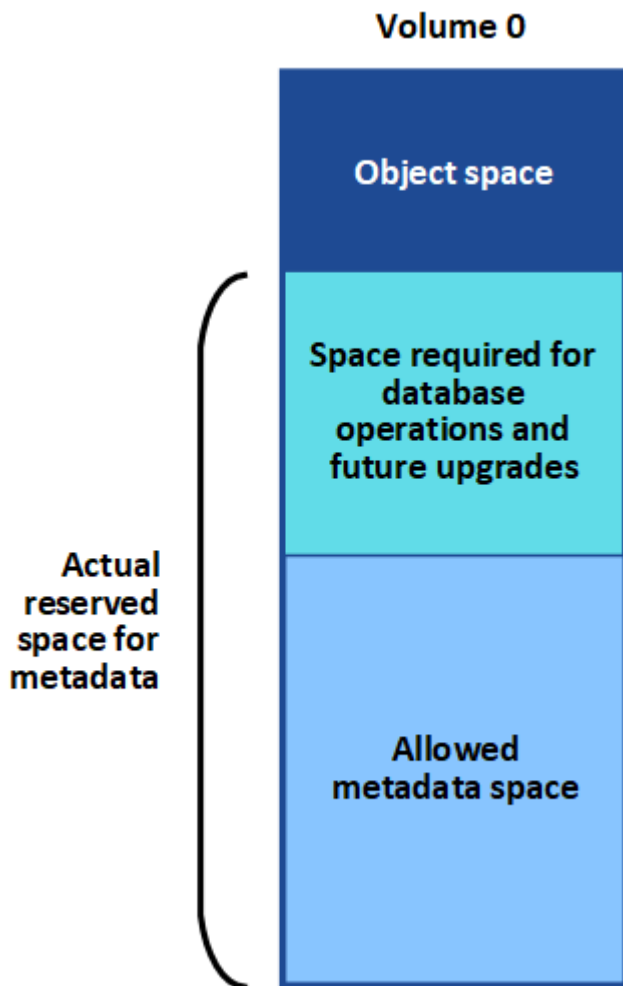 Volume 0
Object space
Space required for
database
operations and
future upgrades
Actual
reserved
space for
metadata
Allowed
metadata space